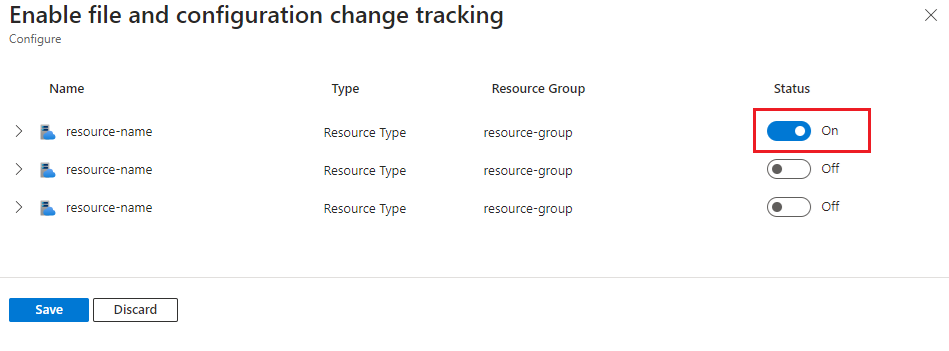 Enable file and configuration change tracking
Configure
Name Type Resource Group Status
resource-name Resource Type resource-group On
resource-name Resource Type resource-group Off
resource-name Resource Type resource-group Off
Save Discard